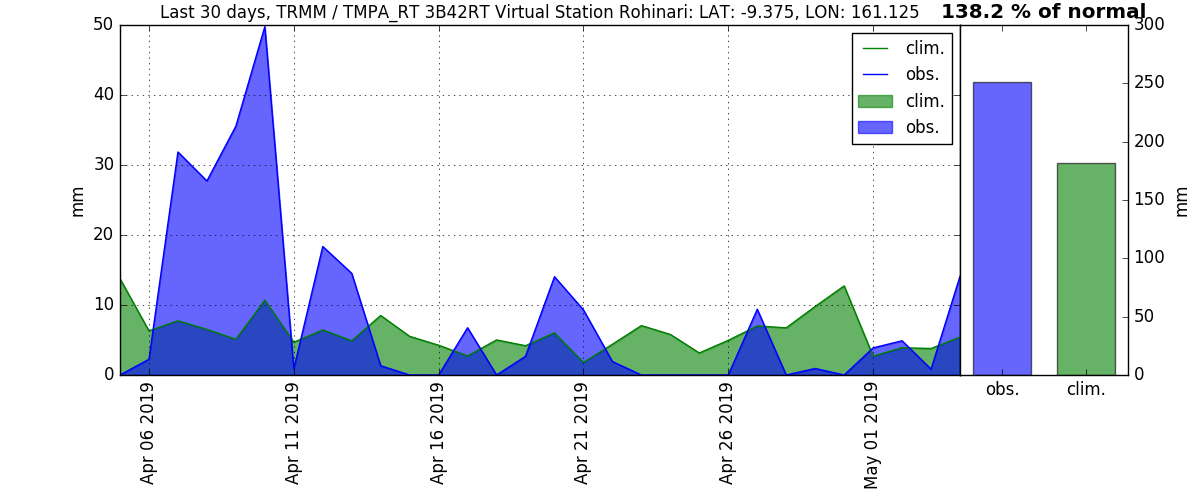 Last 30 days, TRMM / TMPA_RT 3B42RT Virtual Station Rohinari: LAT: -9.375, LON: 161.125
138.2 % of normal
50
40
30
20
10
0
mm
clim.
obs.
clim.
obs.
300
250
200
150
100
50
0
mm
Apr 06 2019
Apr 11 2019
Apr 16 2019
Apr 21 2019
Apr 26 2019
May 01 2019
obs.
clim.